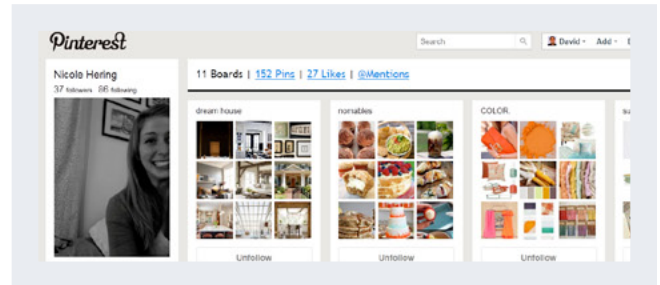 Pinterest
Search
David
Add
Nicole Hering
37 followers 86 following
11 Boards | 152 Pins | 27 Likes | @Mentions
dream house
nomables
COLOR.
su
Unfollow
Unfollow
Unfollow